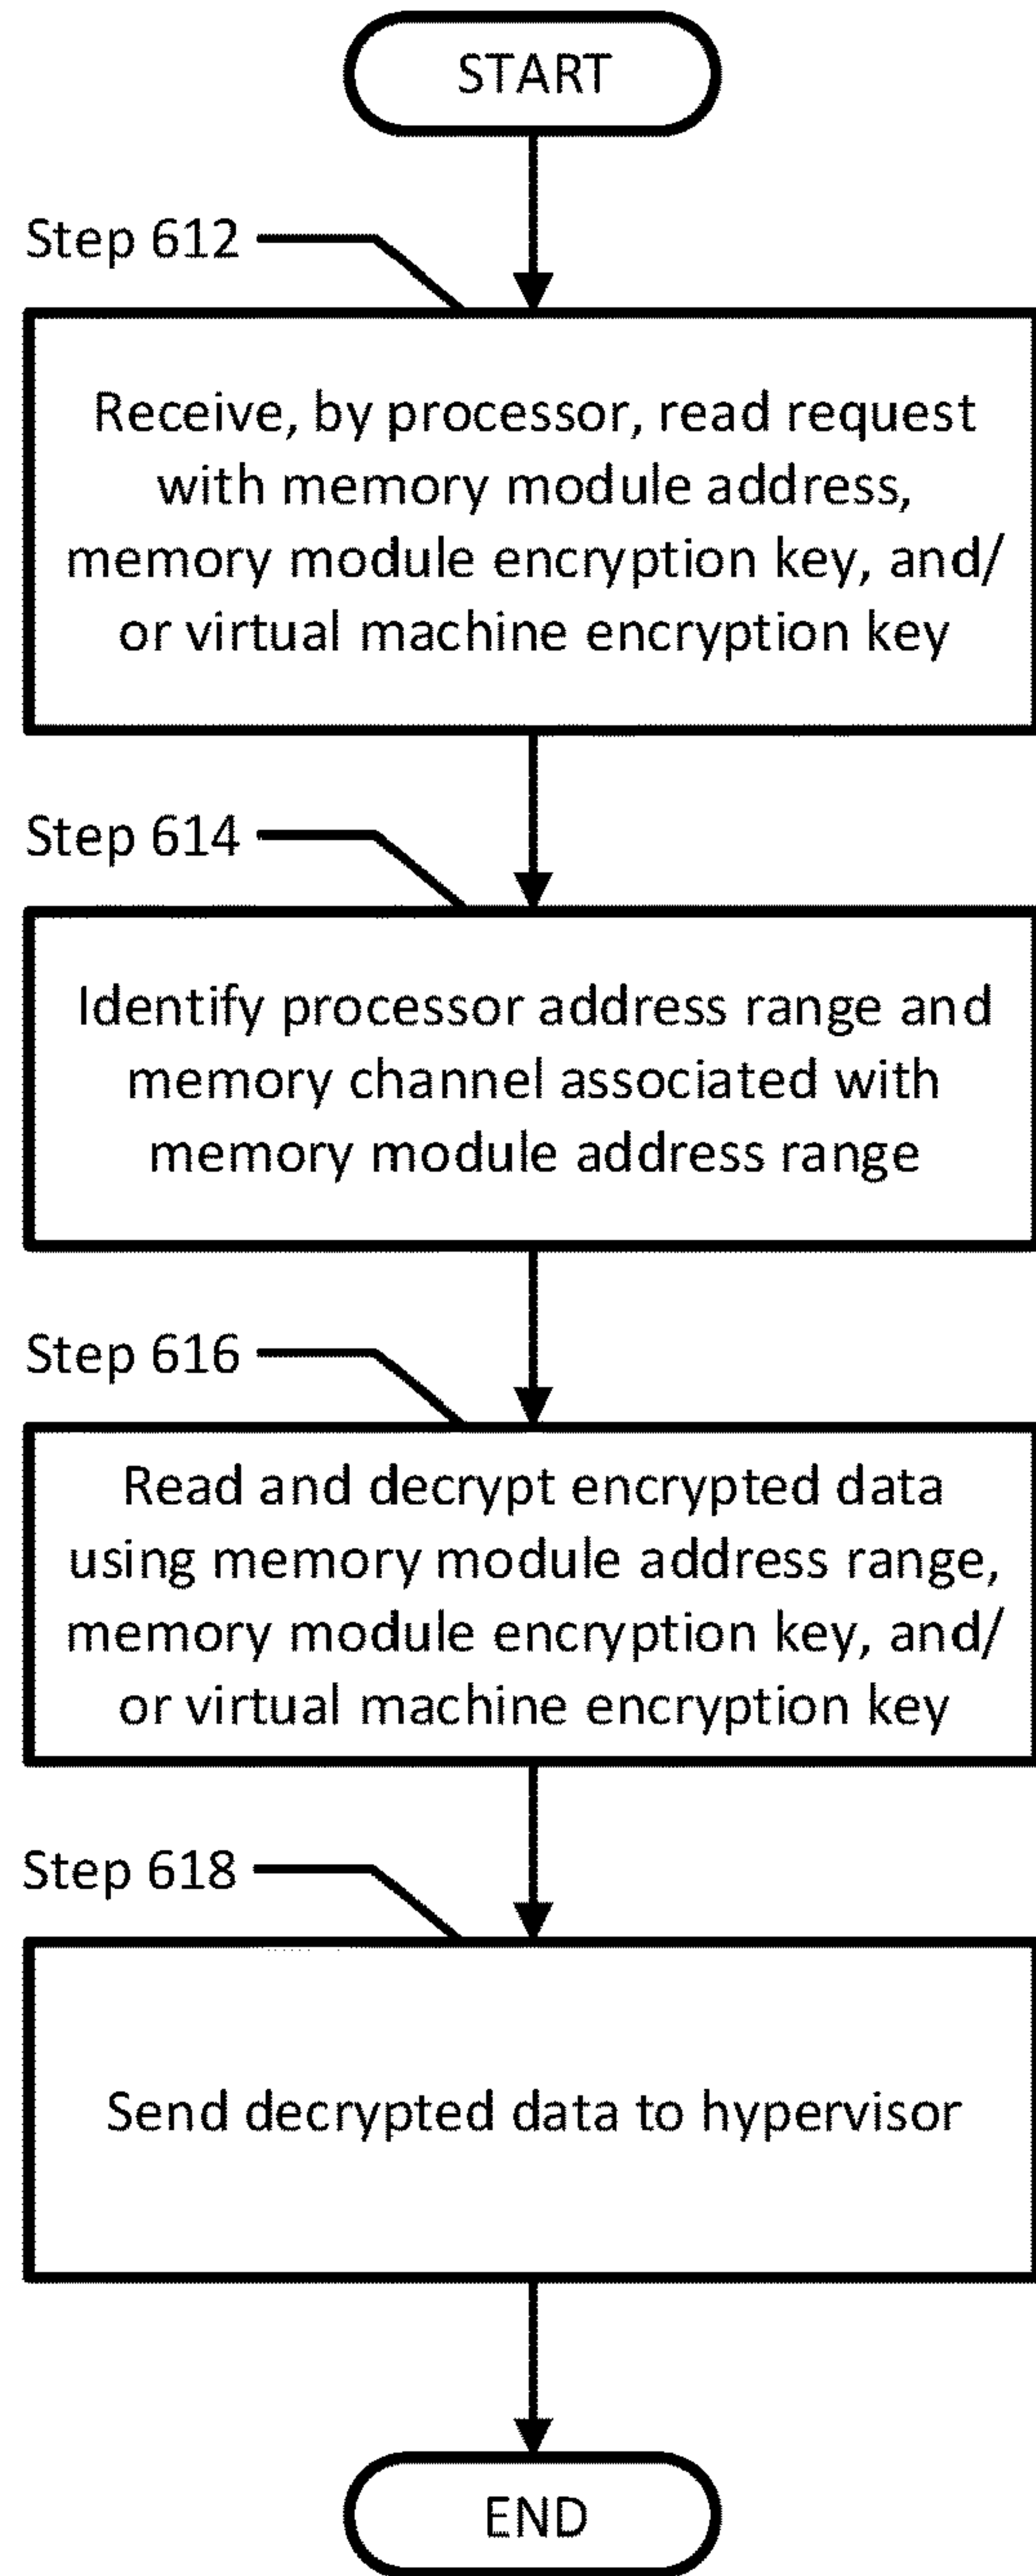 START
Step 612
Receive, by processor, read request
with memory module address,
memory module encryption key, and/
or virtual machine encryption key
Step 614
Identify processor address range and
memory channel associated with
memory module address range
Step 616
Read and decrypt encrypted data
using memory module address range,
memory module encryption key, and/
or virtual machine encryption key
Step 618
Send decrypted data to hypervisor
END